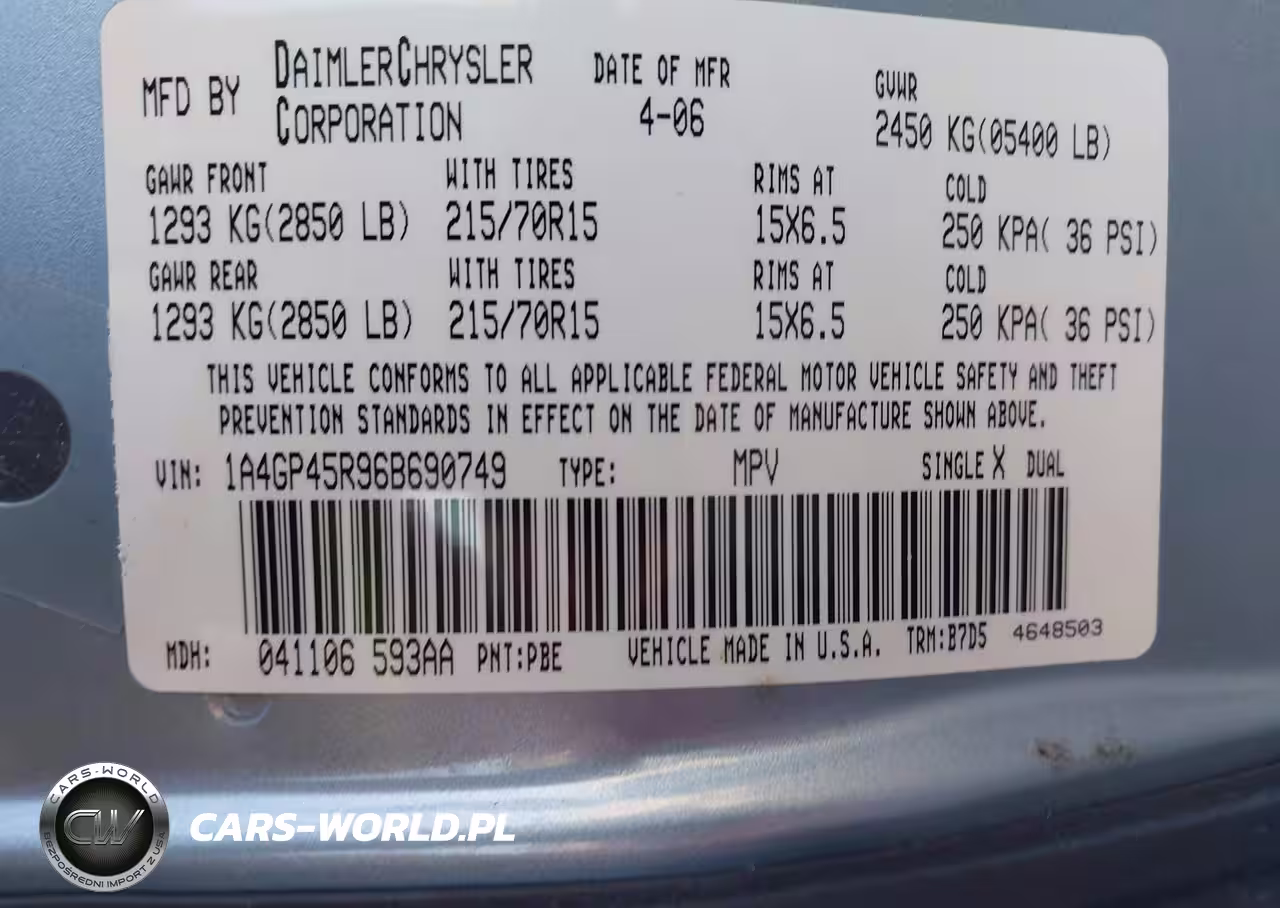 MFD BY DAIMLERCHRYSLER CORPORATION DATE OF MFR 4-06 GVWR 2450 KG(05400 LB)
GAWR FRONT WITH TIRES RIMS AT COLD
1293 KG(2850 LB) 215/70R15 15X6.5 250 KPA( 36 PSI)
GAWR REAR WITH TIRES RIMS AT COLD
1293 KG(2850 LB) 215/70R15 15X6.5 250 KPA( 36 PSI)
THIS VEHICLE CONFORMS TO ALL APPLICABLE FEDERAL MOTOR VEHICLE SAFETY AND THEFT
PREVENTION STANDARDS IN EFFECT ON THE DATE OF MANUFACTURE SHOWN ABOVE.
VIN: 1A4GP45R96B690749 TYPE: MPV SINGLE X DUAL
MDH: 041106 593AA PNT:PBE VEHICLE MADE IN U.S.A. TRM:B7D5 4648503
CARS-WORLD
CW
BEZPOŚREDNI IMPORT Z USA
CARS-WORLD.PL